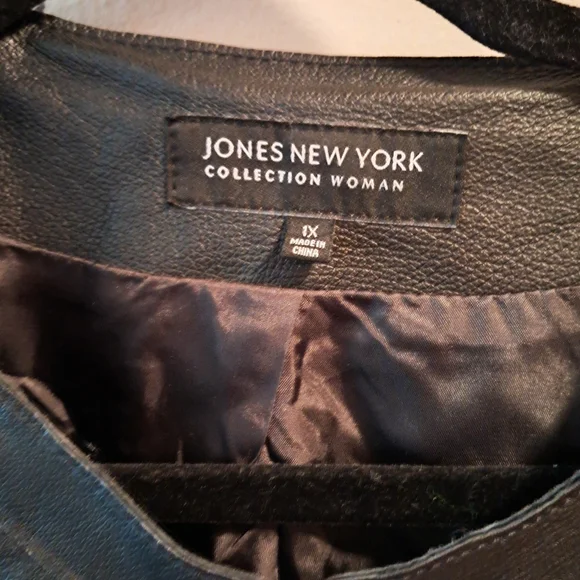 JONES NEW YORK
COLLECTION WOMAN
1X
MADE IN
CHINA